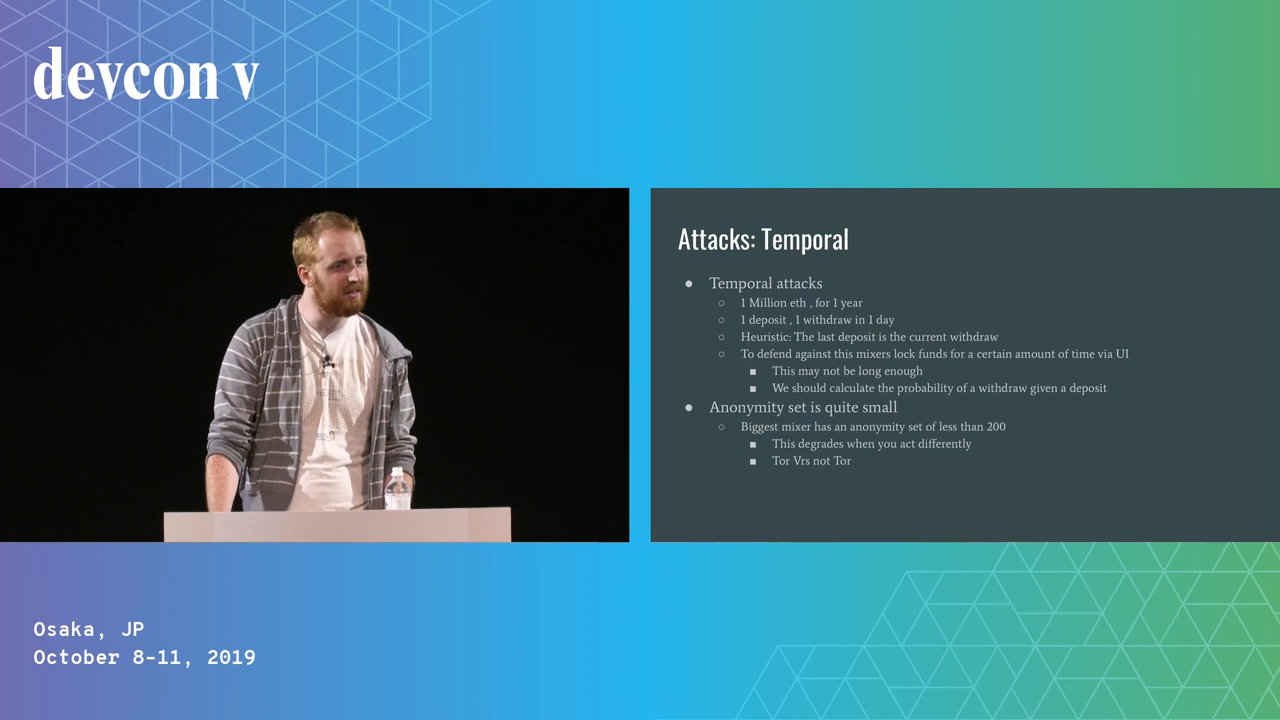 devcon v
Attacks: Temporal
● Temporal attacks
○ 1 Million eth , for 1 year
○ 1 deposit , 1 withdraw in 1 day
○ Heuristic: The last deposit is the current withdraw
○ To defend against this mixers lock funds for a certain amount of time via UI
■ This may not be long enough
■ We should calculate the probability of a withdraw given a deposit
● Anonymity set is quite small
○ Biggest mixer has an anonymity set of less than 200
■ This degrades when you act differently
■ Tor Vrs not Tor
Osaka, JP
October 8-11, 2019